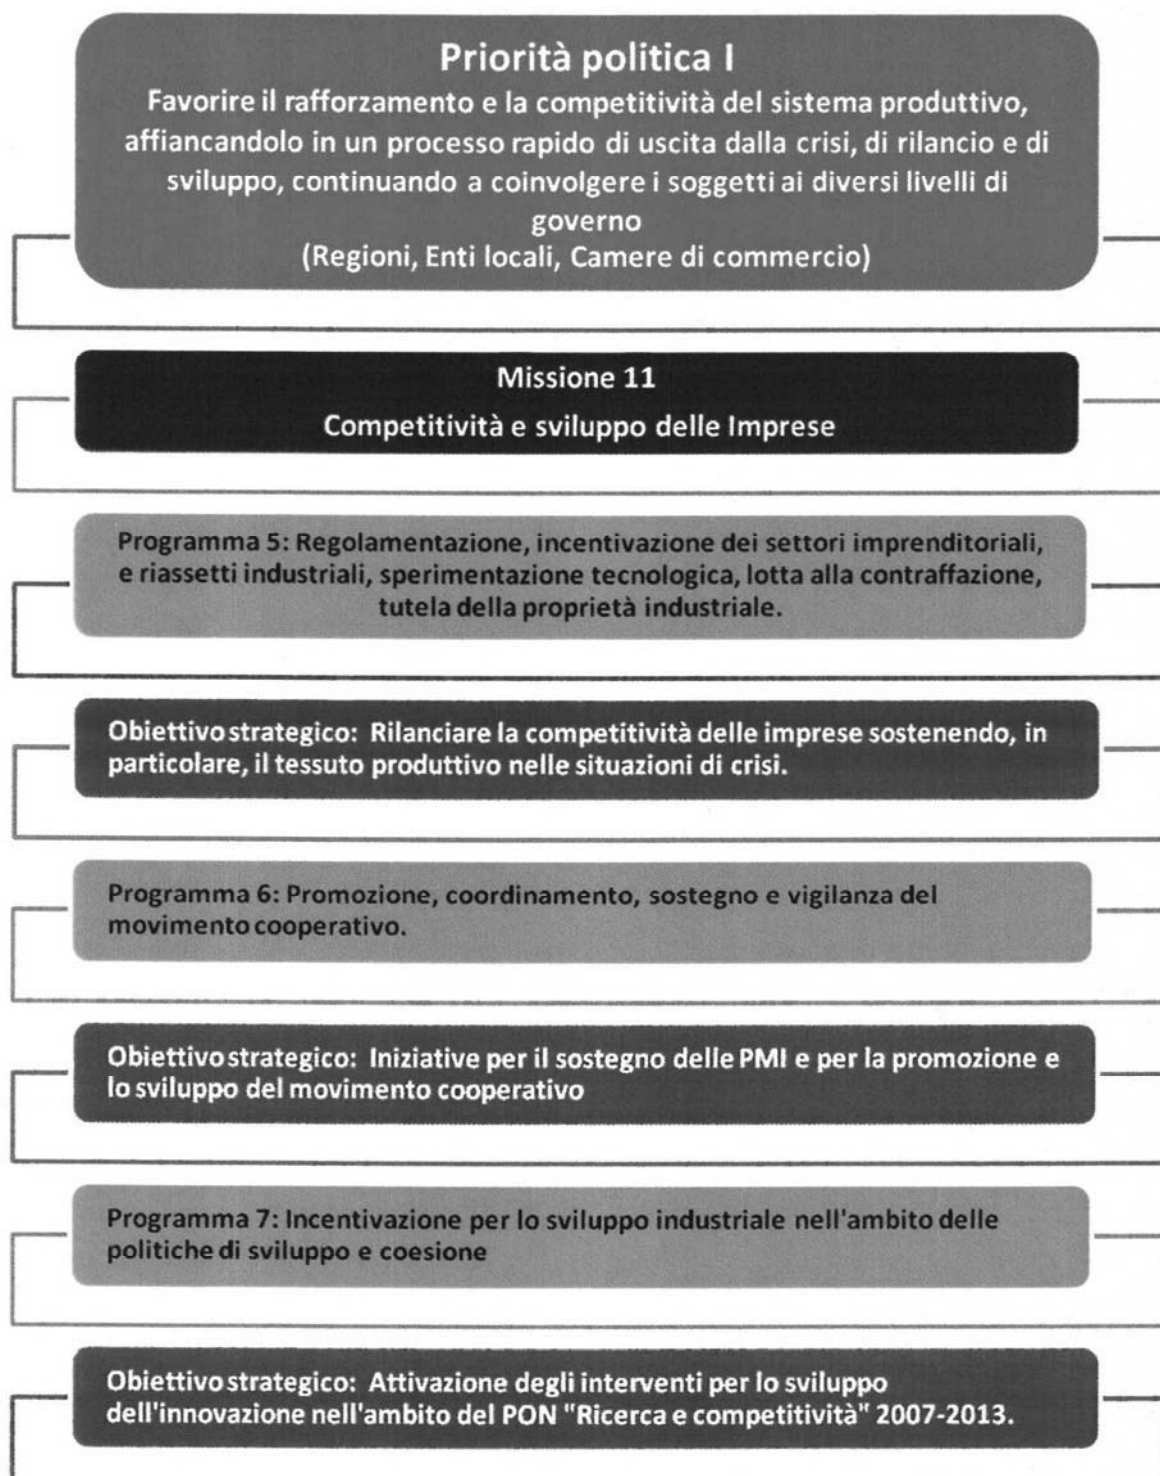 Priorità politica I
Favorire il rafforzamento e la competitività del sistema produttivo,
affiancandolo in un processo rapido di uscita dalla crisi, di rilancio e di
sviluppo, continuando a coinvolgere i soggetti ai diversi livelli di
governo
(Regioni, Enti locali, Camere di commercio)
Missione 11
Competitività e sviluppo delle Imprese
Programma 5: Regolamentazione, incentivazione dei settori imprenditoriali,
e riassetti industriali, sperimentazione tecnologica, lotta alla contraffazione,
tutela della proprietà industriale.
Obiettivo strategico: Rilanciare la competitività delle imprese sostenendo, in
particolare, il tessuto produttivo nelle situazioni di crisi.
Programma 6: Promozione, coordinamento, sostegno e vigilanza del
movimento cooperativo.
Obiettivo strategico: Iniziative per il sostegno delle PMI e per la promozione e
lo sviluppo del movimento cooperativo
Programma 7: Incentivazione per lo sviluppo industriale nell'ambito delle
politiche di sviluppo e coesione
Obiettivo strategico: Attivazione degli interventi per lo sviluppo
dell'innovazione nell'ambito del PON "Ricerca e competitività" 2007-2013.